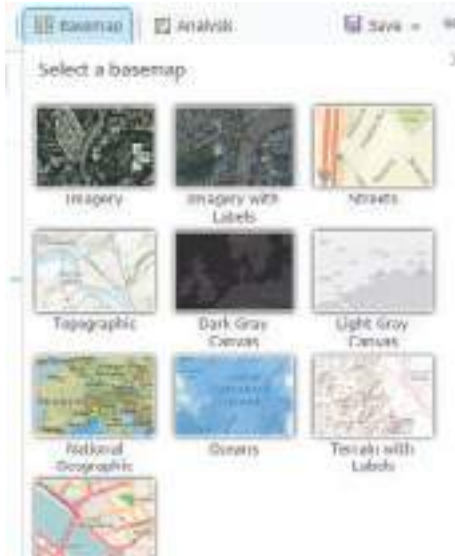 Basemap Analysis Save
Select a basemap
Imagery
Imagery with
Labels
Streets
Topographic
Dark Gray
Canvas
Light Gray
Canvas
National
Geographic
Oceans
Terrain with
Labels